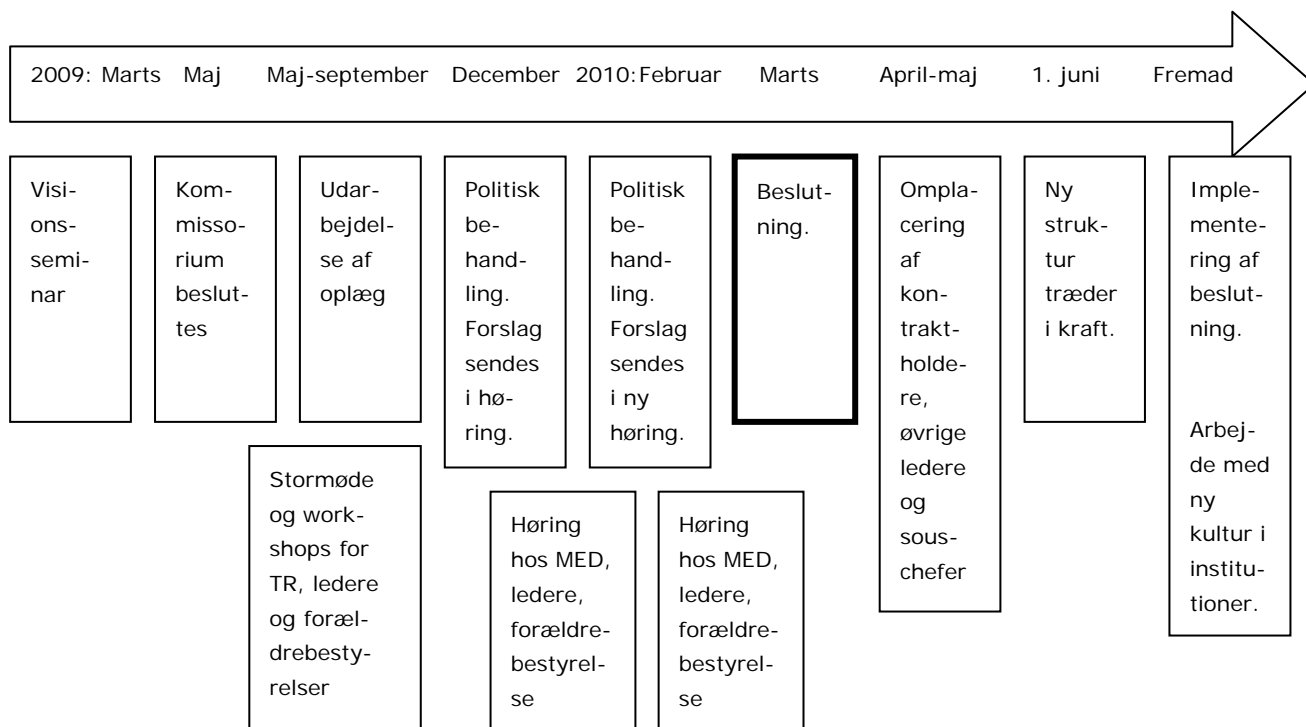 2009: Marts Maj Maj-september December 2010:Februar Marts April-maj 1. juni Fremad
Visi-
ons-
semi-
nar
Kom-
misso-
rium
beslut-
tes
Udar-
bejdel-
se af
oplæg
Politisk
be-
hand-
ling.
Forslag
sendes
i hø-
ring.
Politisk
be-
hand-
ling.
Forslag
sendes
i ny
høring.
Beslut-
ning.
Ompla-
cering
af
kon-
trakt-
holde-
re,
øvrige
ledere
og
sous-
chefer
Ny
struk-
tur
træder
i kraft.
Imple-
mente-
ring af
beslut-
ning.
Arbej-
de med
ny
kultur i
institu-
tioner.
Stormøde
og work-
shops for
TR, ledere
og foræl-
drebesty-
relser
Høring
hos MED,
ledere,
forældre-
bestyrel-
se
Høring
hos MED,
ledere,
forældre-
bestyrel-
se